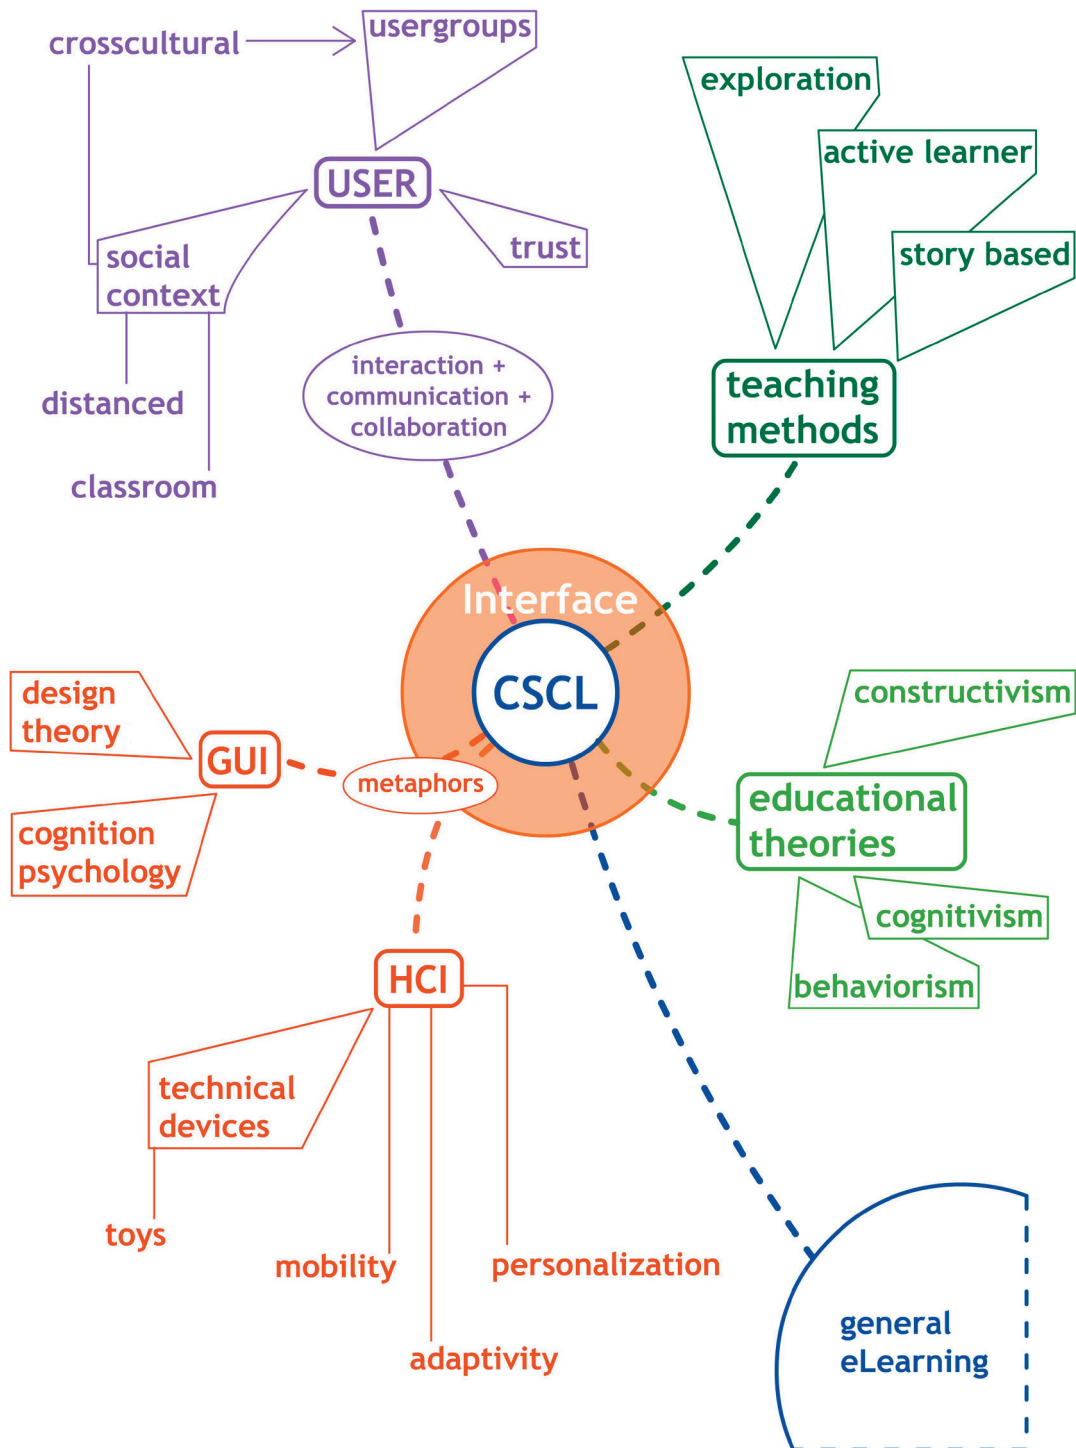 crosscultural
usergroups
USER
social
context
trust
distanced
classroom
interaction +
communication +
collaboration
exploration
active learner
story based
teaching
methods
Interface
CSCL
design
theory
GUI
metaphors
cognition
psychology
constructivism
educational
theories
cognitivism
behaviorism
HCI
technical
devices
toys
mobility
personalization
adaptivity
general
eLearning